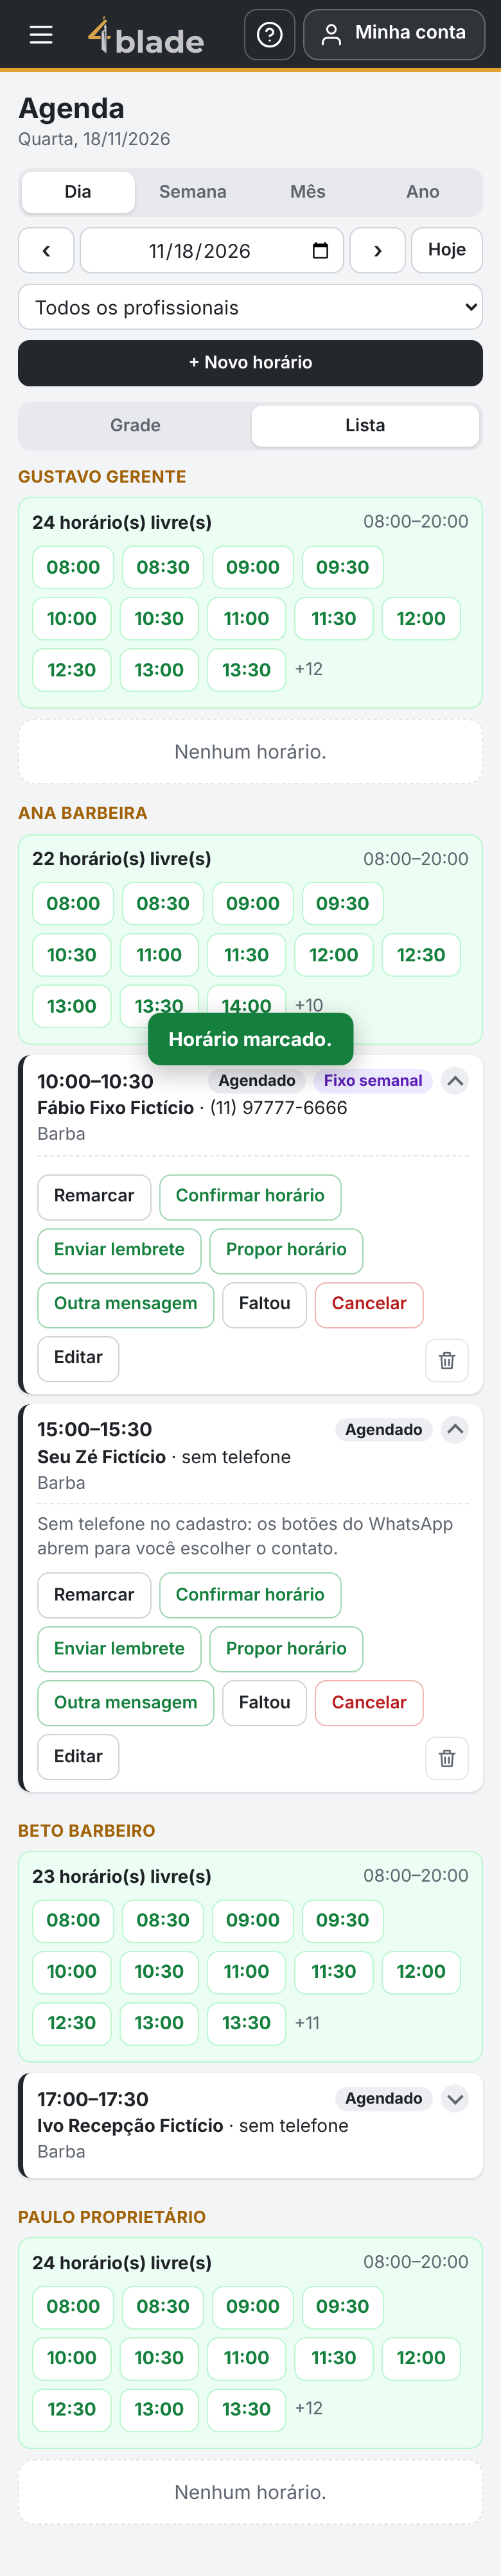 4blade
Minha conta
Agenda
Quarta, 18/11/2026
Dia Semana Mês Ano
‹ 11/18/2026 › Hoje
Todos os profissionais
+ Novo horário
Grade Lista
GUSTAVO GERENTE
24 horário(s) livre(s) 08:00–20:00
08:00 08:30 09:00 09:30
10:00 10:30 11:00 11:30 12:00
12:30 13:00 13:30 +12
Nenhum horário.
ANA BARBEIRA
22 horário(s) livre(s) 08:00–20:00
08:00 08:30 09:00 09:30
10:30 11:00 11:30 12:00 12:30
13:00 13:30 14:00 +10
Horário marcado.
10:00–10:30 Agendado Fixo semanal
Fábio Fixo Fictício · (11) 97777-6666
Barba
Remarcar Confirmar horário
Enviar lembrete Propor horário
Outra mensagem Faltou Cancelar
Editar
15:00–15:30 Agendado
Seu Zé Fictício · sem telefone
Barba
Sem telefone no cadastro: os botões do WhatsApp
abrem para você escolher o contato.
Remarcar Confirmar horário
Enviar lembrete Propor horário
Outra mensagem Faltou Cancelar
Editar
BETO BARBEIRO
23 horário(s) livre(s) 08:00–20:00
08:00 08:30 09:00 09:30
10:00 10:30 11:00 11:30 12:00
12:30 13:00 13:30 +11
17:00–17:30 Agendado
Ivo Recepção Fictício · sem telefone
Barba
PAULO PROPRIETÁRIO
24 horário(s) livre(s) 08:00–20:00
08:00 08:30 09:00 09:30
10:00 10:30 11:00 11:30 12:00
12:30 13:00 13:30 +12
Nenhum horário.